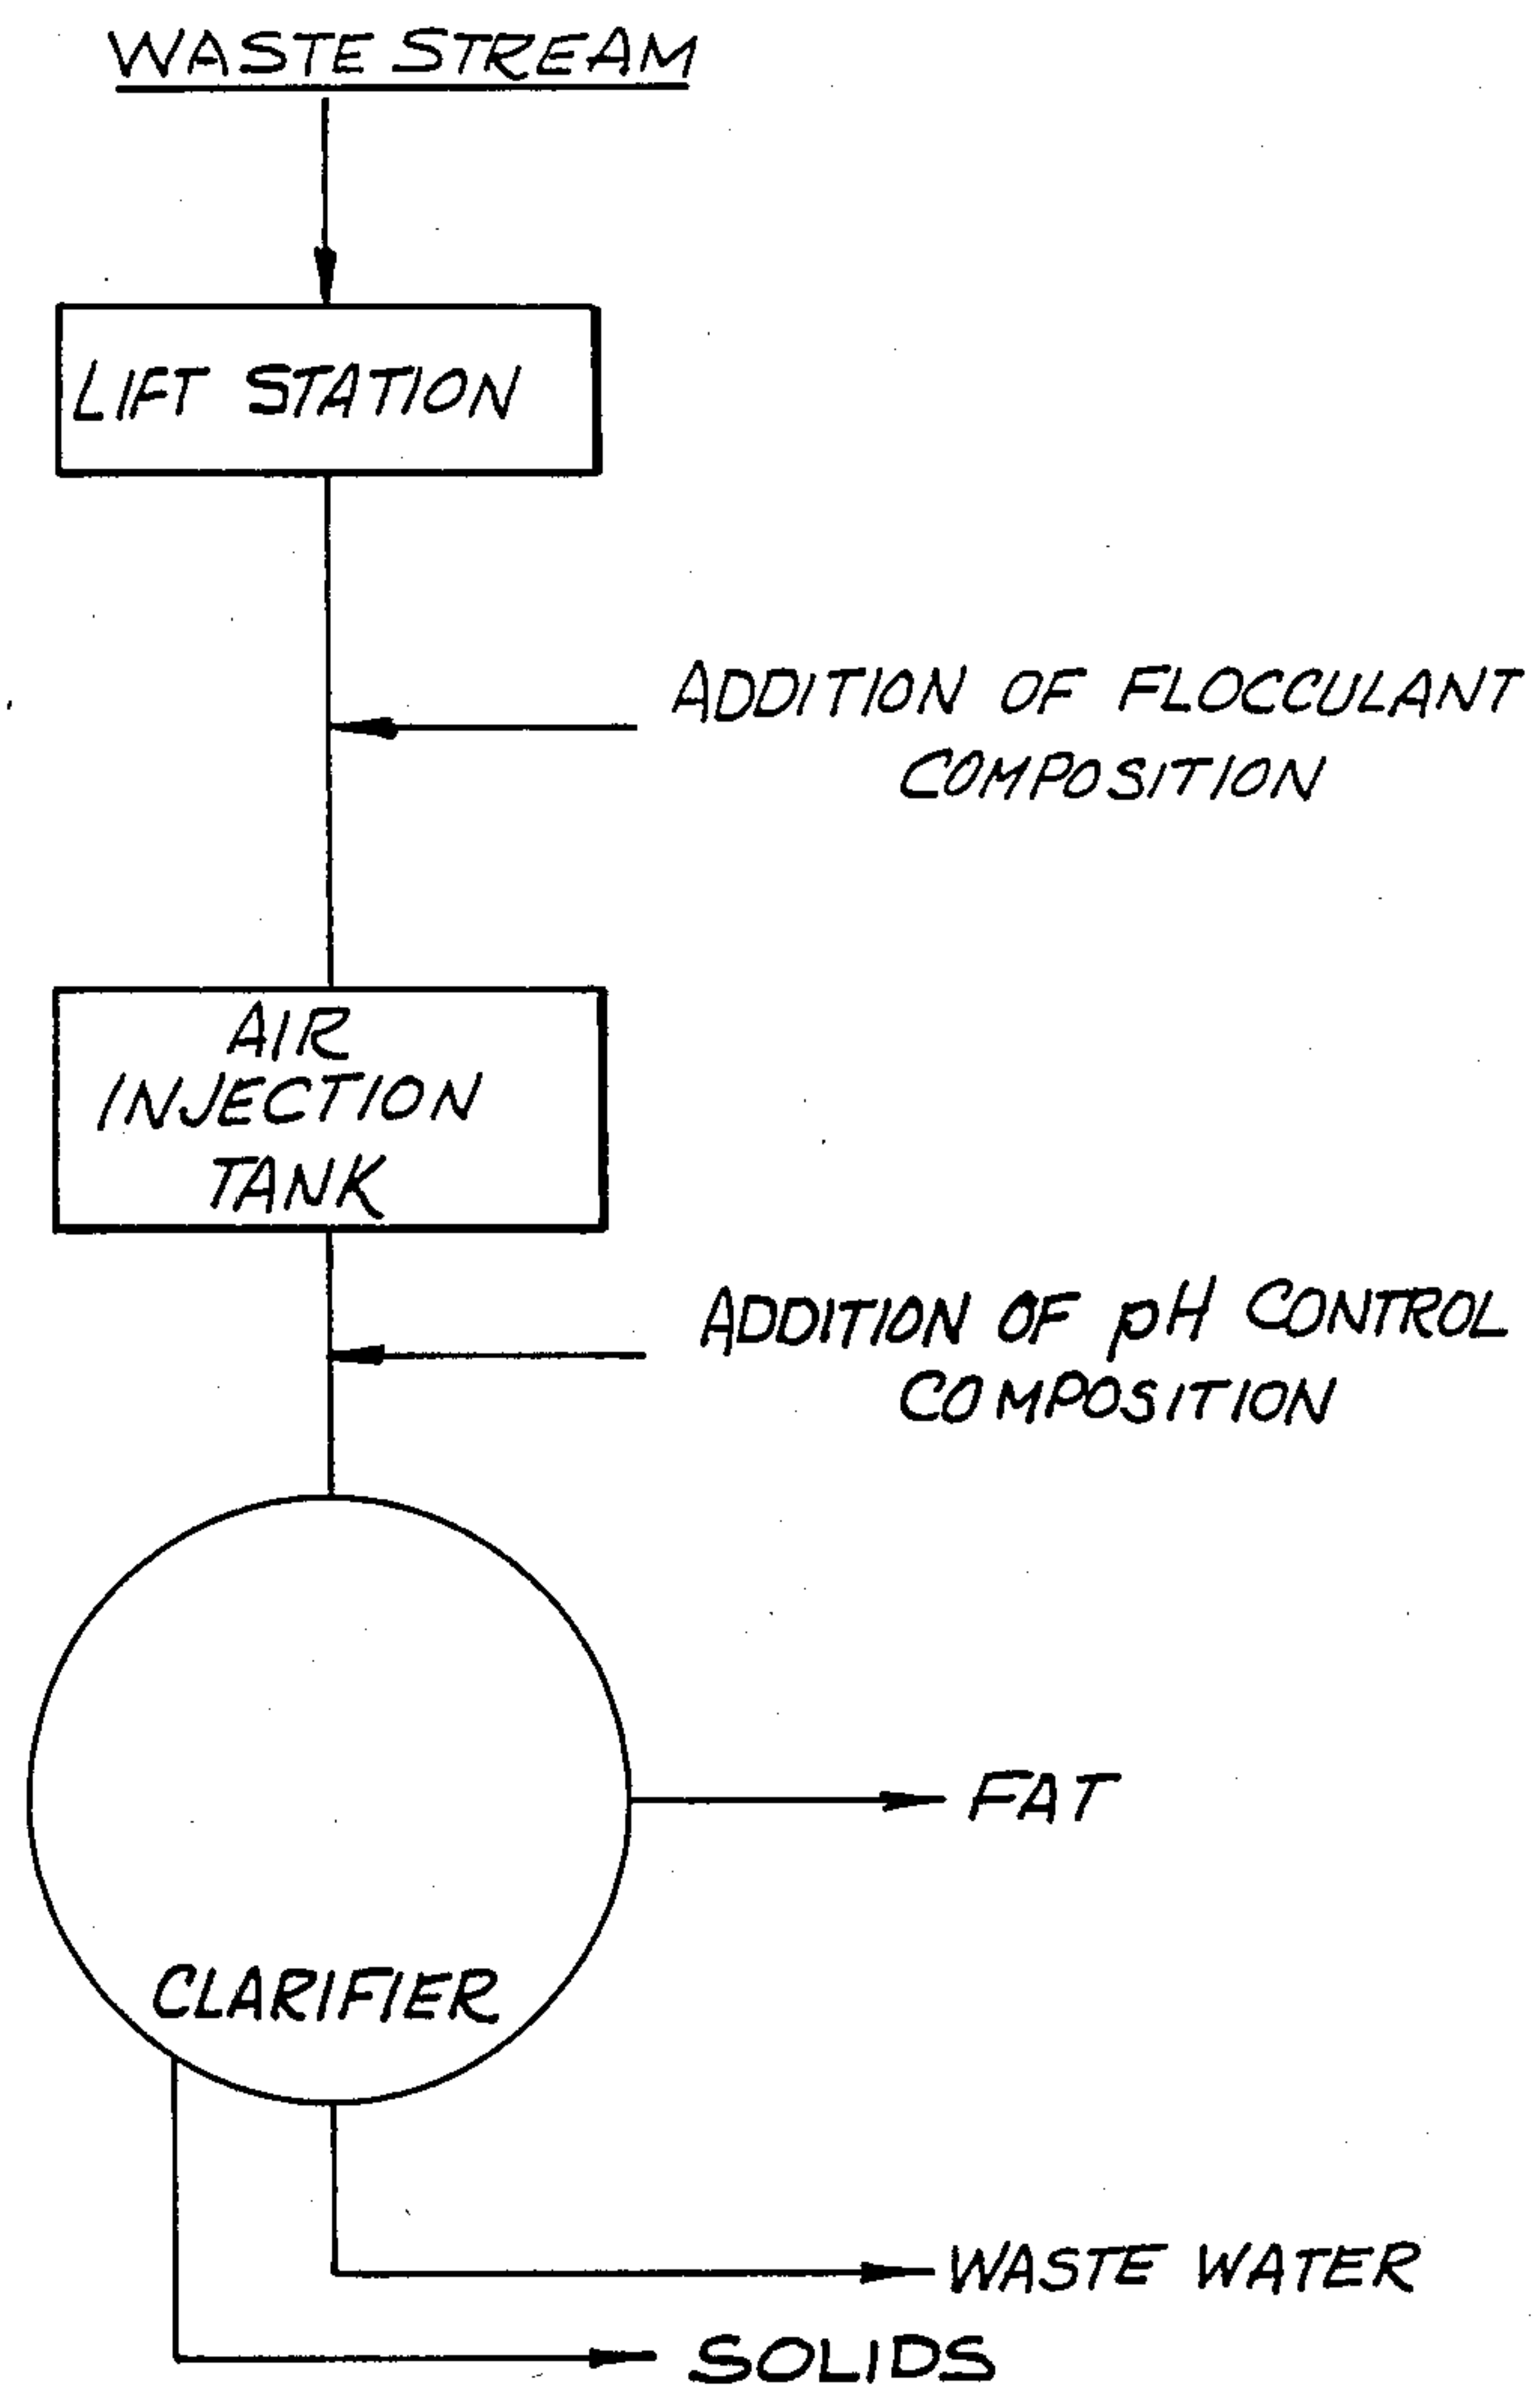 WASTE STREAM
LIFT STATION
ADDITION OF FLOCCULANT
COMPOSITION
AIR
INJECTION
TANK
ADDITION OF pH CONTROL
COMPOSITION
FAT
CLARIFIER
WASTE WATER
SOLIDS